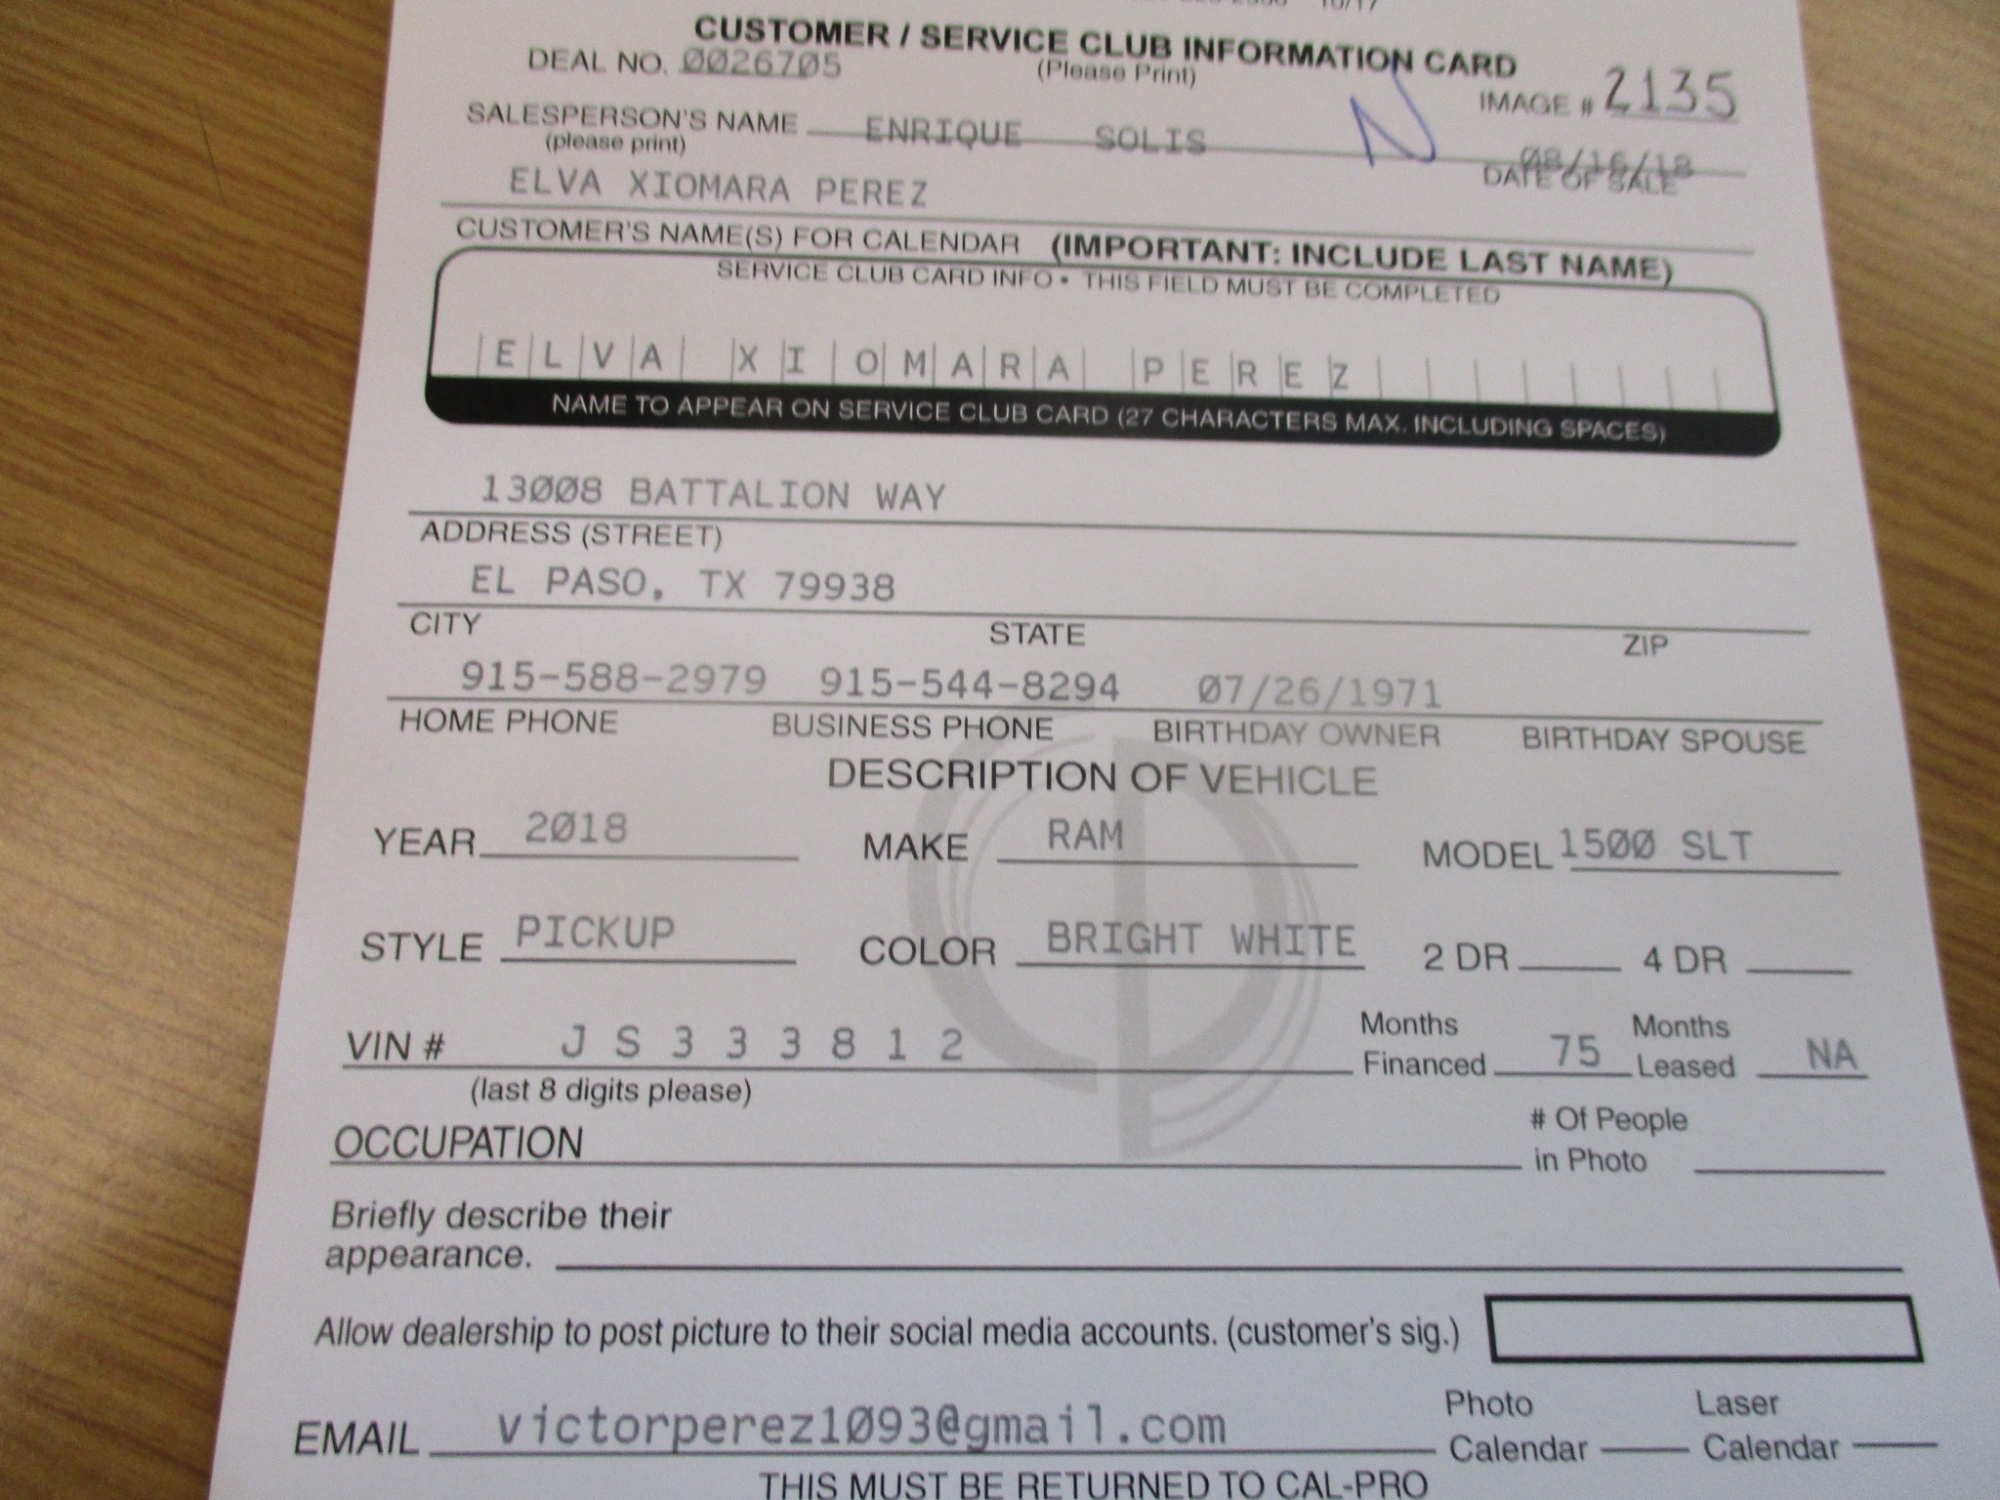 10/17
CUSTOMER / SERVICE CLUB INFORMATION CARD
DEAL NO. 0026705 (Please Print)
IMAGE # 2135
SALESPERSON'S NAME ENRIQUE SOLIS N 08/16/18
(please print) DATE OF SALE
ELVA XIOMARA PEREZ
CUSTOMER'S NAME(S) FOR CALENDAR (IMPORTANT: INCLUDE LAST NAME)
SERVICE CLUB CARD INFO • THIS FIELD MUST BE COMPLETED
ELVA XIOMARA PEREZ
NAME TO APPEAR ON SERVICE CLUB CARD (27 CHARACTERS MAX. INCLUDING SPACES)
13008 BATTALION WAY
ADDRESS (STREET)
EL PASO, TX 79938
CITY STATE ZIP
915-588-2979 915-544-8294 07/26/1971
HOME PHONE BUSINESS PHONE BIRTHDAY OWNER BIRTHDAY SPOUSE
DESCRIPTION OF VEHICLE
YEAR 2018 MAKE RAM MODEL 1500 SLT
STYLE PICKUP COLOR BRIGHT WHITE 2 DR 4 DR
VIN # J S 3 3 3 8 1 2 Months Financed 75 Months Leased NA
(last 8 digits please)
OCCUPATION # Of People in Photo
Briefly describe their
appearance.
Allow dealership to post picture to their social media accounts. (customer's sig.)
EMAIL victorperez1093@gmail.com Photo Calendar Laser Calendar
THIS MUST BE RETURNED TO CAL-PRO